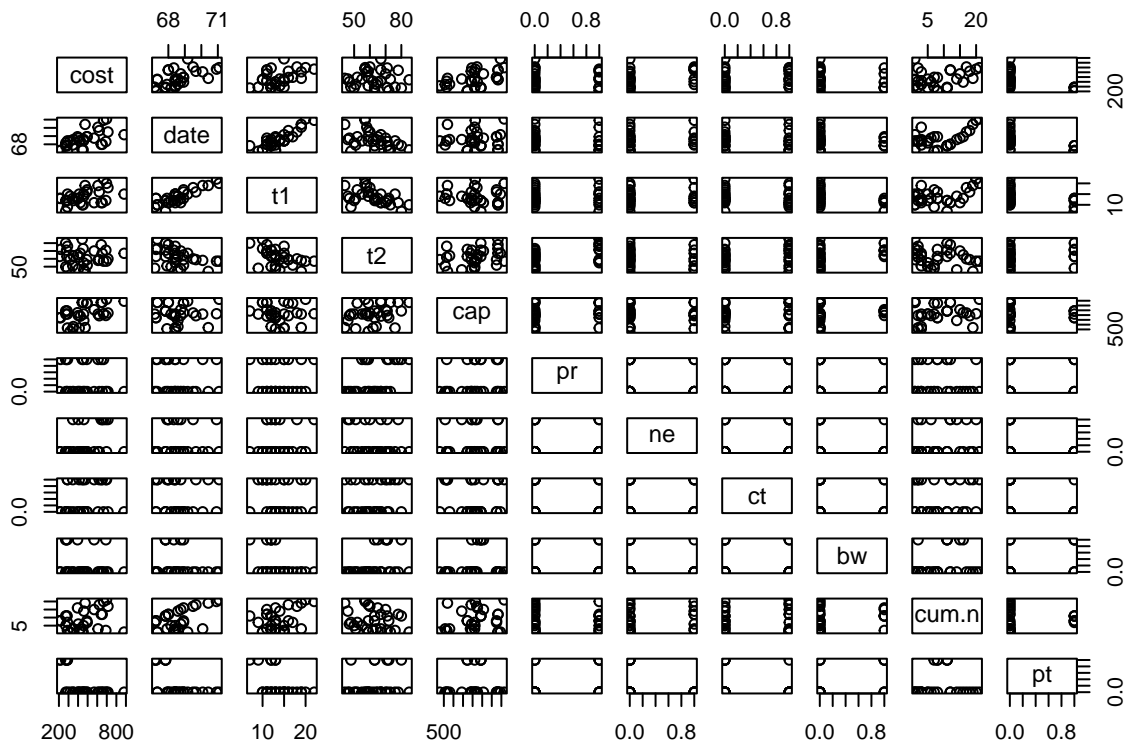 68 71 50 80 0.0 0.8 0.0 0.8 5 20
cost 200
68 date
t1 10
50 t2
cap 500
0.0 pr
ne 0.0
0.0 ct
bw 0.0
5 cum.n
pt 0.0
200 800 10 20 500 0.0 0.8 0.0 0.8 0.0 0.8